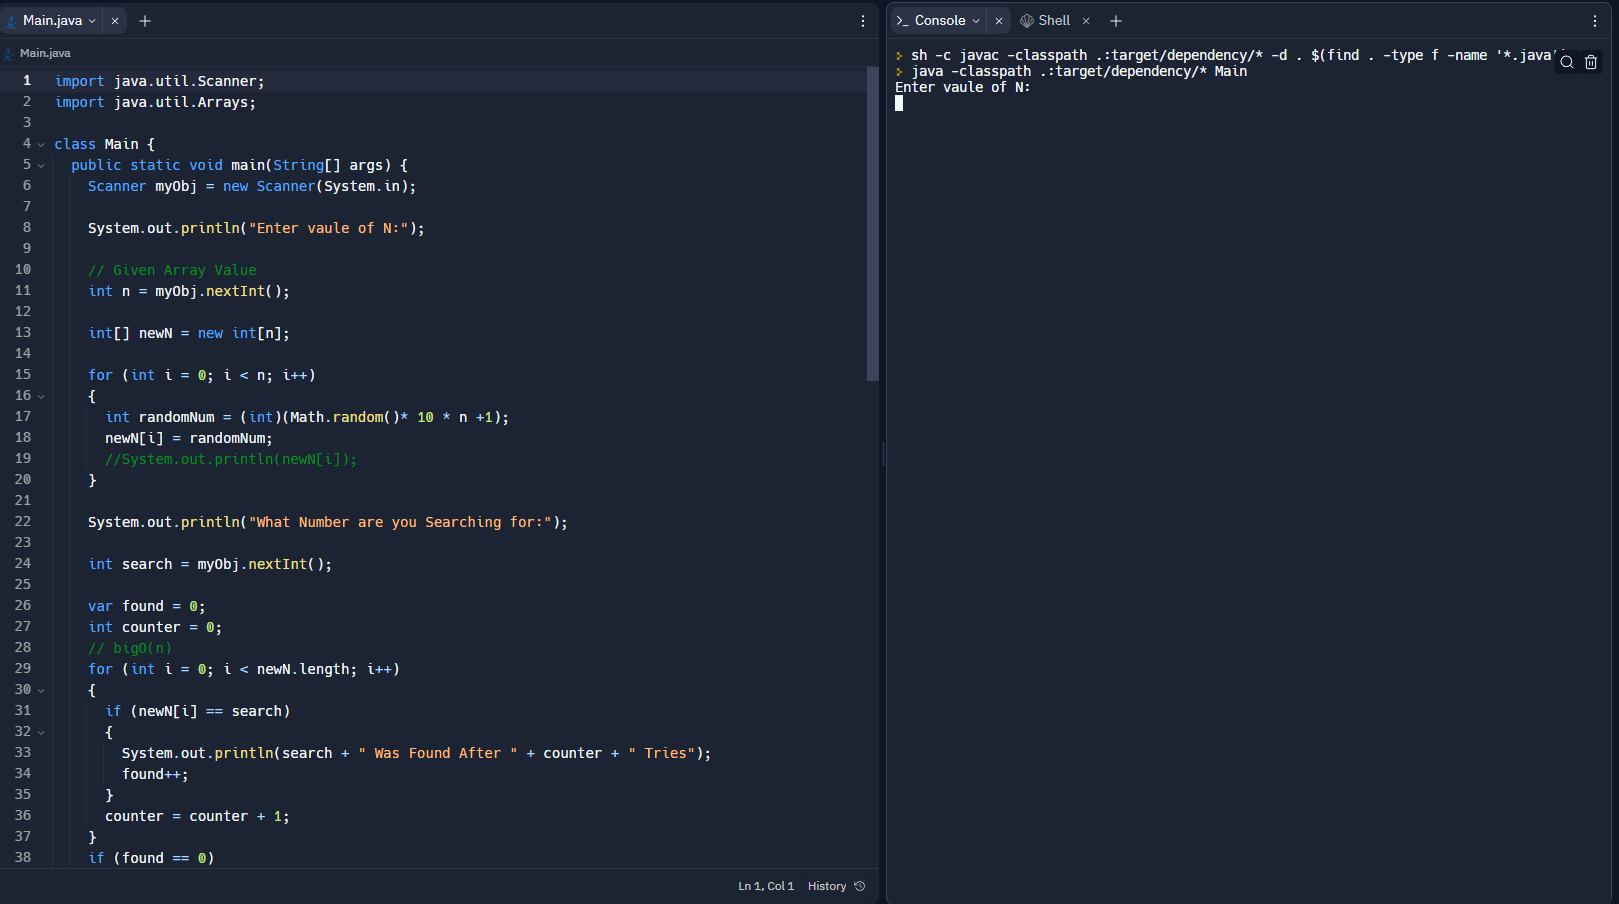 Main.java
Main.java
1 import java.util.Scanner;
2 import java.util.Arrays;
3
4 class Main {
5 public static void main(String[] args) {
6 Scanner myObj = new Scanner(System.in);
7
8 System.out.println("Enter vaule of N:");
9
10 // Given Array Value
11 int n = myObj.nextInt();
12
13 int[] newN = new int[n];
14
15 for (int i = 0; i < n; i++)
16 {
17 int randomNum = (int)(Math.random()* 10 * n +1);
18 newN[i] = randomNum;
19 //System.out.println(newN[i]);
20 }
21
22 System.out.println("What Number are you Searching for:");
23
24 int search = myObj.nextInt();
25
26 var found = 0;
27 int counter = 0;
28 // bigO(n)
29 for (int i = 0; i < newN.length; i++)
30 {
31 if (newN[i] == search)
32 {
33 System.out.println(search + " Was Found After " + counter + " Tries");
34 found++;
35 }
36 counter = counter + 1;
37 }
38 if (found == 0)
Ln 1, Col 1 History
Console Shell
sh -c javac -classpath .:target/dependency/* -d . $(find . -type f -name '*.java'
java -classpath .:target/dependency/* Main
Enter vaule of N: